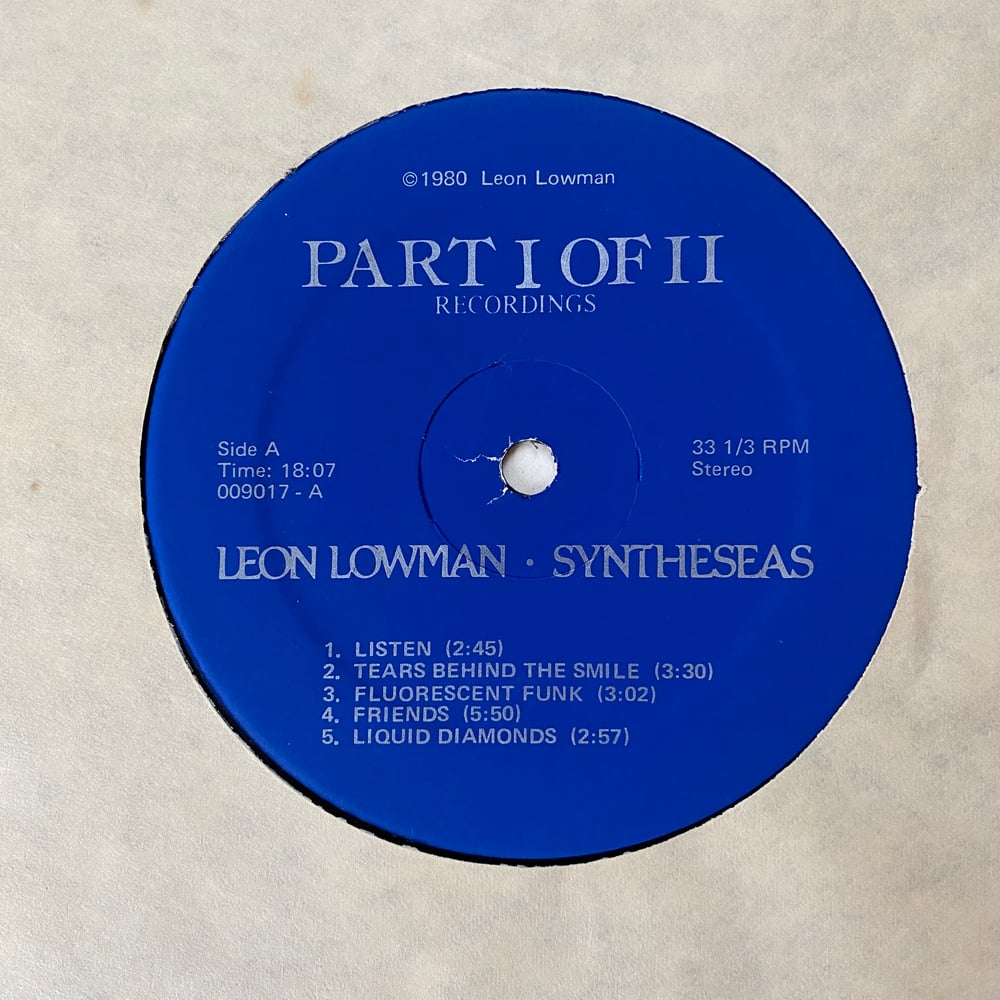 ©1980 Leon Lowman
PART I OF II
RECORDINGS
Side A
Time: 18:07
009017 - A
33 1/3 RPM
Stereo
LEON LOWMAN · SYNTHESEAS
1. LISTEN (2:45)
2. TEARS BEHIND THE SMILE (3:30)
3. FLUORESCENT FUNK (3:02)
4. FRIENDS (5:50)
5. LIQUID DIAMONDS (2:57)